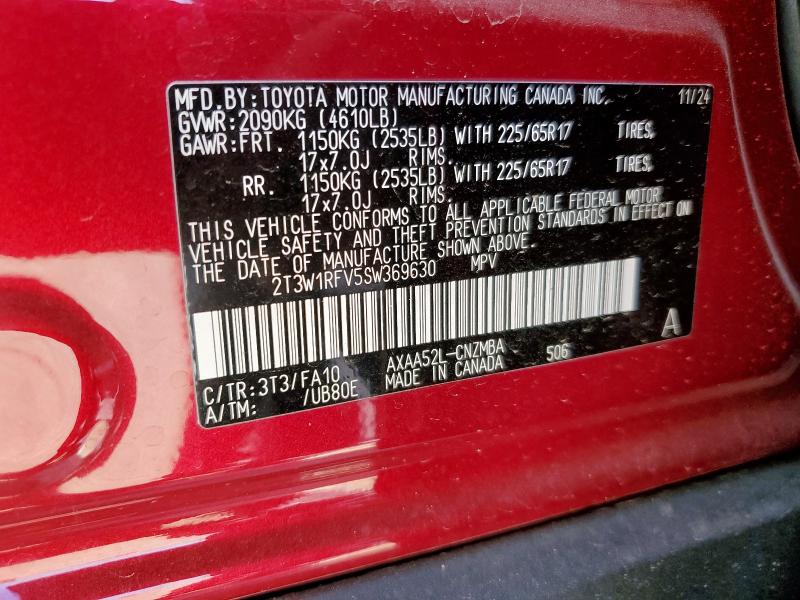 MFD.BY:TOYOTA MOTOR MANUFACTURING CANADA INC. 11/24
GVWR:2090KG (4610LB)
GAWR:FRT. 1150KG (2535LB) WITH 225/65R17 TIRES,
17x7.0J RIMS.
RR. 1150KG (2535LB) WITH 225/65R17 TIRES,
17x7.0J RIMS.
THIS VEHICLE CONFORMS TO ALL APPLICABLE FEDERAL MOTOR
VEHICLE SAFETY AND THEFT PREVENTION STANDARDS IN EFFECT ON
THE DATE OF MANUFACTURE SHOWN ABOVE.
2T3W1RFV5SW369630 MPV
A
C/TR:3T3/FA10 AXAA52L-CNZMBA 506
A/TM: /UB80E MADE IN CANADA